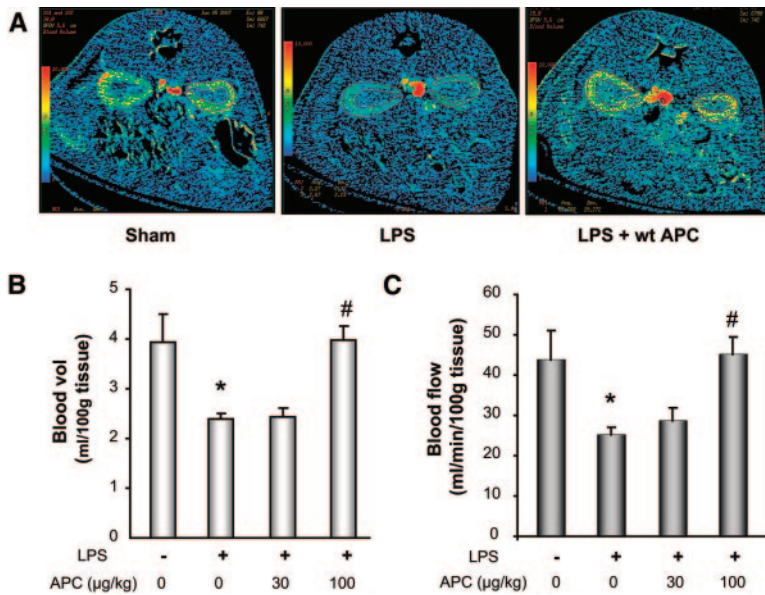 A
Sham
LPS
LPS + wt APC
B
Blood vol
(ml/100g tissue)
5
4
3
2
1
0
*
#
LPS - + + +
APC (µg/kg) 0 0 30 100
C
Blood flow
(ml/min/100g tissue)
60
50
40
30
20
10
0
*
#
LPS - + + +
APC (µg/kg) 0 0 30 100